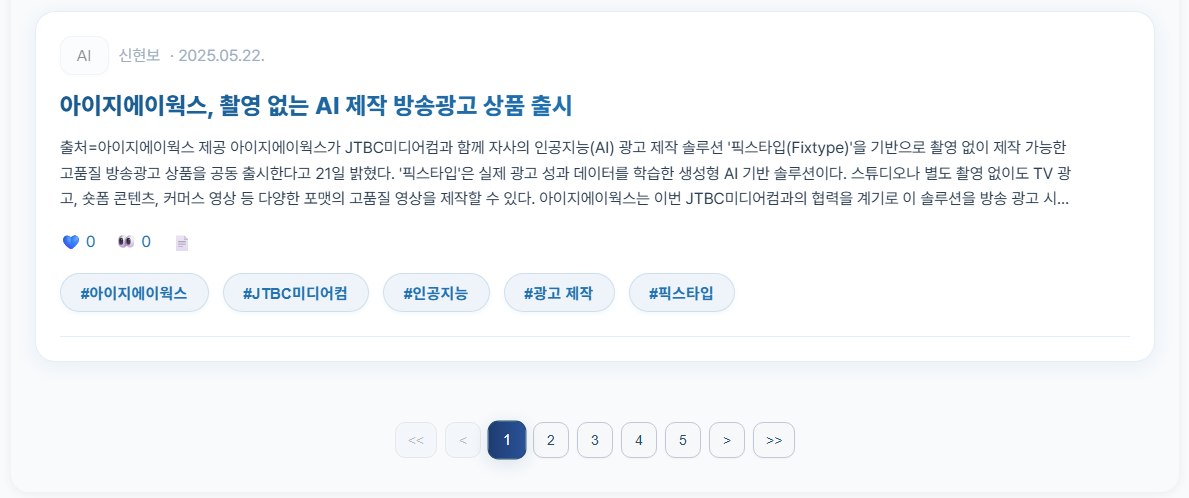 AI 신현보 · 2025.05.22.
아이지에이웍스, 촬영 없는 AI 제작 방송광고 상품 출시
출처=아이지에이웍스 제공 아이지에이웍스가 JTBC미디어컴과 함께 자사의 인공지능(AI) 광고 제작 솔루션 '픽스타입(Fixtype)'을 기반으로 촬영 없이 제작 가능한
고품질 방송광고 상품을 공동 출시한다고 21일 밝혔다. '픽스타입'은 실제 광고 성과 데이터를 학습한 생성형 AI 기반 솔루션이다. 스튜디오나 별도 촬영 없이도 TV 광
고, 숏폼 콘텐츠, 커머스 영상 등 다양한 포맷의 고품질 영상을 제작할 수 있다. 아이지에이웍스는 이번 JTBC미디어컴과의 협력을 계기로 이 솔루션을 방송 광고 시...
0 0
#아이지에이웍스 #JTBC미디어컴 #인공지능 #광고 제작 #픽스타입
<< < 1 2 3 4 5 > >>